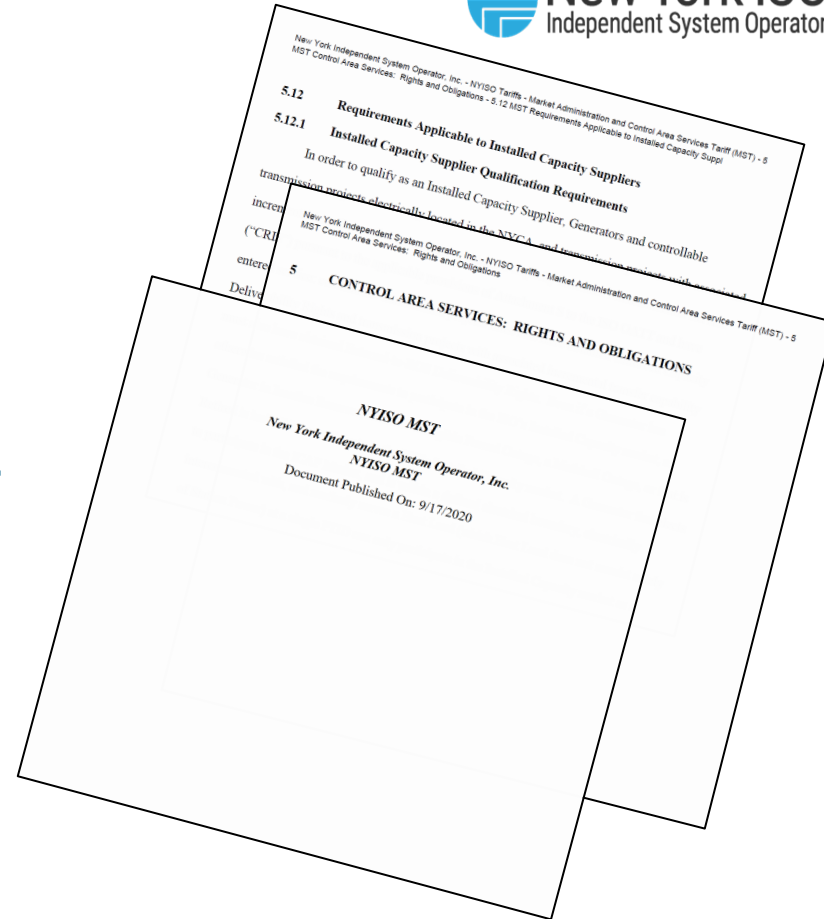 Independent System Operator
New York Independent System Operator, Inc. - NYISO Tariffs - Market Administration and Control Area Services Tariff (MST) - 5
MST Control Area Services: Rights and Obligations - 5.12 MST Requirements Applicable to Installed Capacity Suppl
5.12 Requirements Applicable to Installed Capacity Suppliers
5.12.1 Installed Capacity Supplier Qualification Requirements
In order to qualify as an Installed Capacity Supplier, Generators and controllable
transmission projects electrically located in the NYCA, and transmission projects with associated
increm
("CRI
entere
Delive
New York Independent System Operator, Inc. - NYISO Tariffs - Market Administration and Control Area Services Tariff (MST) - 5
MST Control Area Services: Rights and Obligations
5 CONTROL AREA SERVICES: RIGHTS AND OBLIGATIONS
NYISO MST
New York Independent System Operator, Inc.
NYISO MST
Document Published On: 9/17/2020